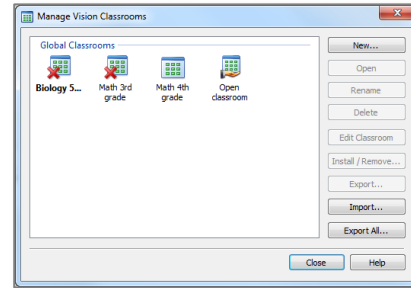 Manage Vision Classrooms
Global Classrooms
Biology 5...
Math 3rd
grade
Math 4th
grade
Open
classroom
New...
Open
Rename
Delete
Edit Classroom
Install / Remove...
Export...
Import...
Export All...
Close
Help